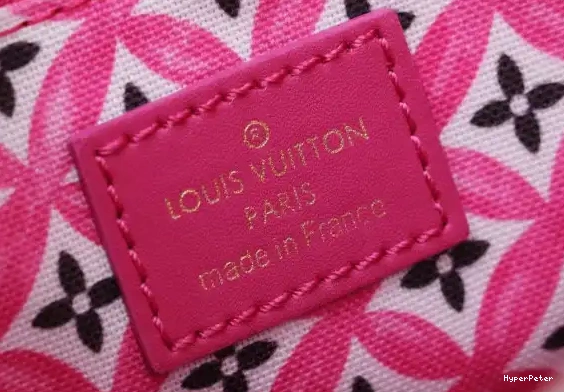 ®
LOUIS VUITTON
PARIS
made in France
HyperPeter